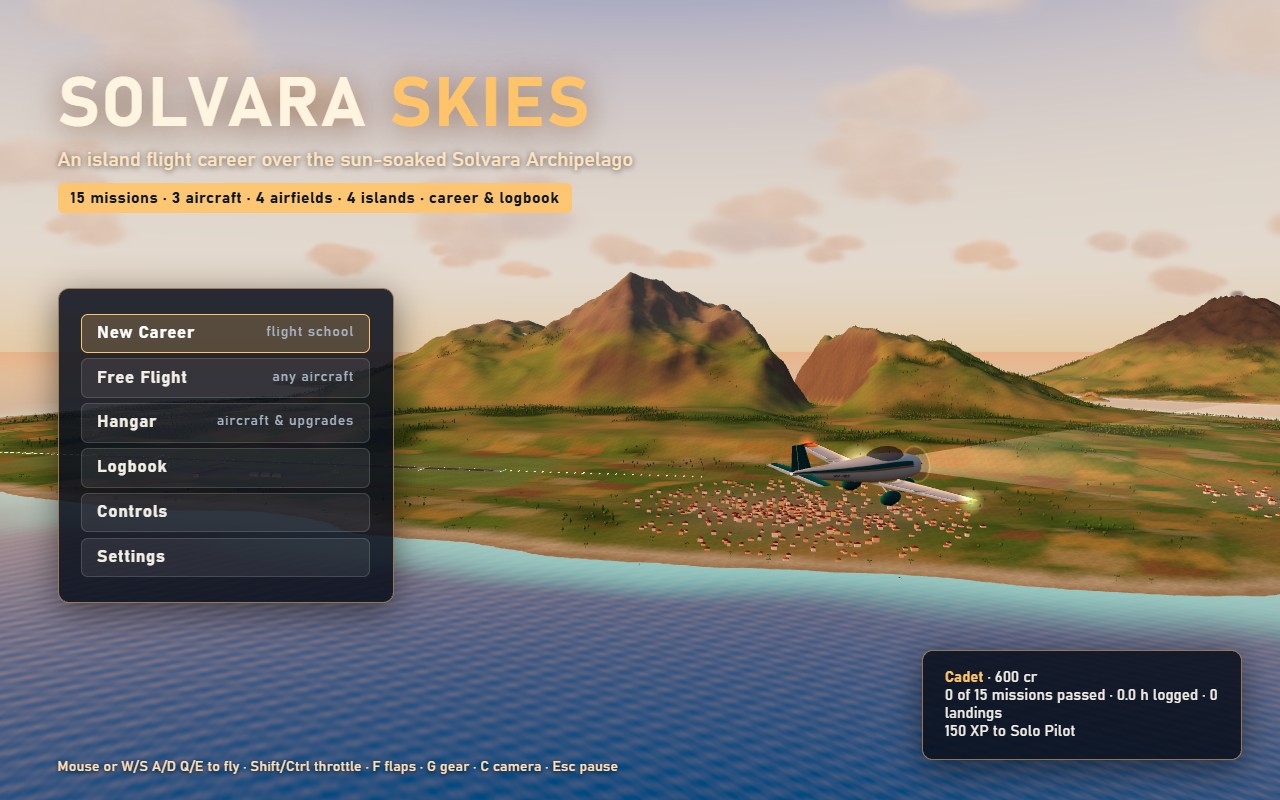 SOLVARA SKIES
An island flight career over the sun-soaked Solvara Archipelago
15 missions · 3 aircraft · 4 airfields · 4 islands · career & logbook
New Career flight school
Free Flight any aircraft
Hangar aircraft & upgrades
Logbook
Controls
Settings
Cadet · 600 cr
0 of 15 missions passed · 0.0 h logged · 0
landings
150 XP to Solo Pilot
Mouse or W/S A/D Q/E to fly · Shift/Ctrl throttle · F flaps · G gear · C camera · Esc pause